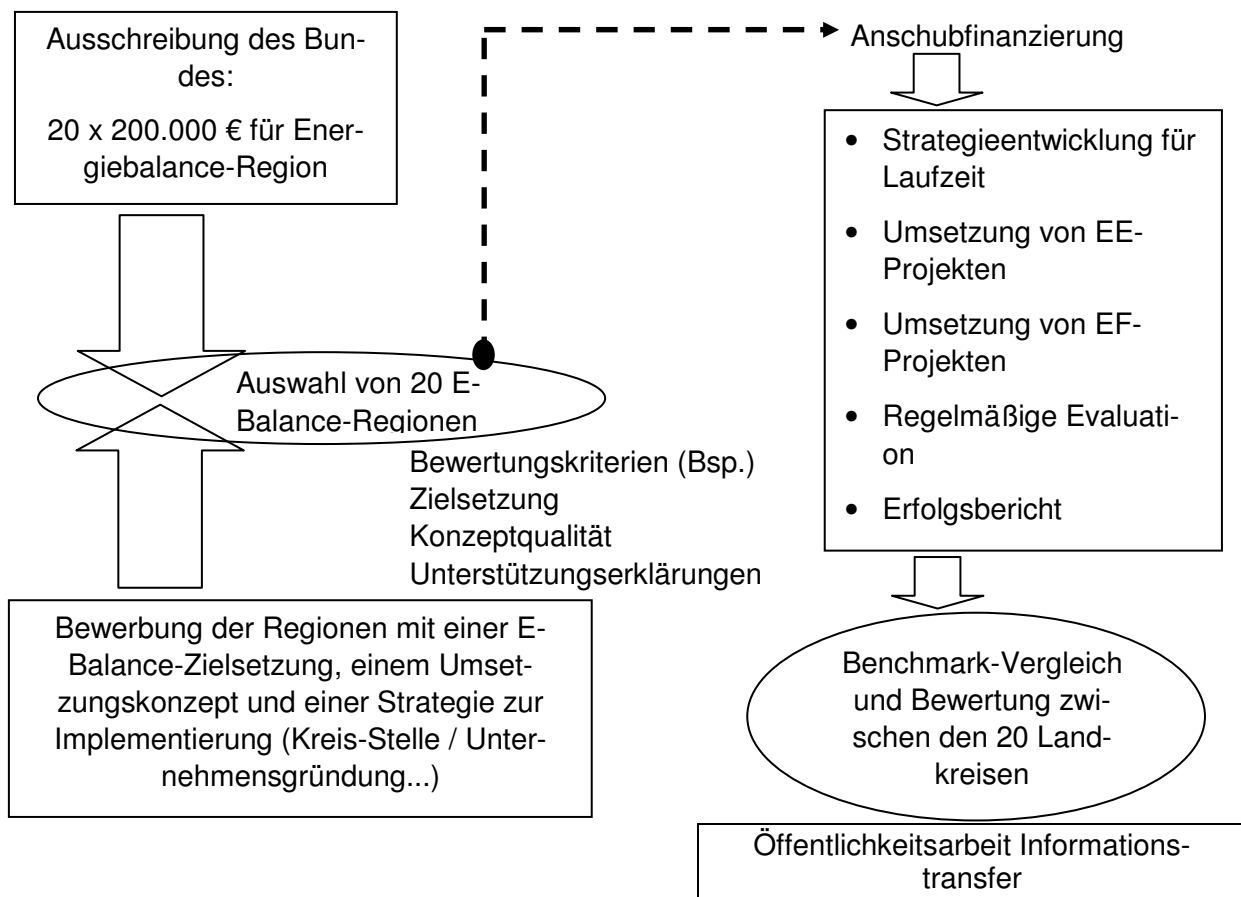 Ausschreibung des Bun-
des:
20 x 200.000 € für Ener-
giebalance-Region
Auswahl von 20 E-
Balance-Regionen
Bewertungskriterien (Bsp.)
Zielsetzung
Konzeptqualität
Unterstützungserklärungen
Bewerbung der Regionen mit einer E-
Balance-Zielsetzung, einem Umset-
zungskonzept und einer Strategie zur
Implementierung (Kreis-Stelle / Unter-
nehmensgründung...)
Anschubfinanzierung
• Strategieentwicklung für
Laufzeit
• Umsetzung von EE-
Projekten
• Umsetzung von EF-
Projekten
• Regelmäßige Evaluati-
on
• Erfolgsbericht
Benchmark-Vergleich
und Bewertung zwi-
schen den 20 Land-
kreisen
Öffentlichkeitsarbeit Informations-
transfer